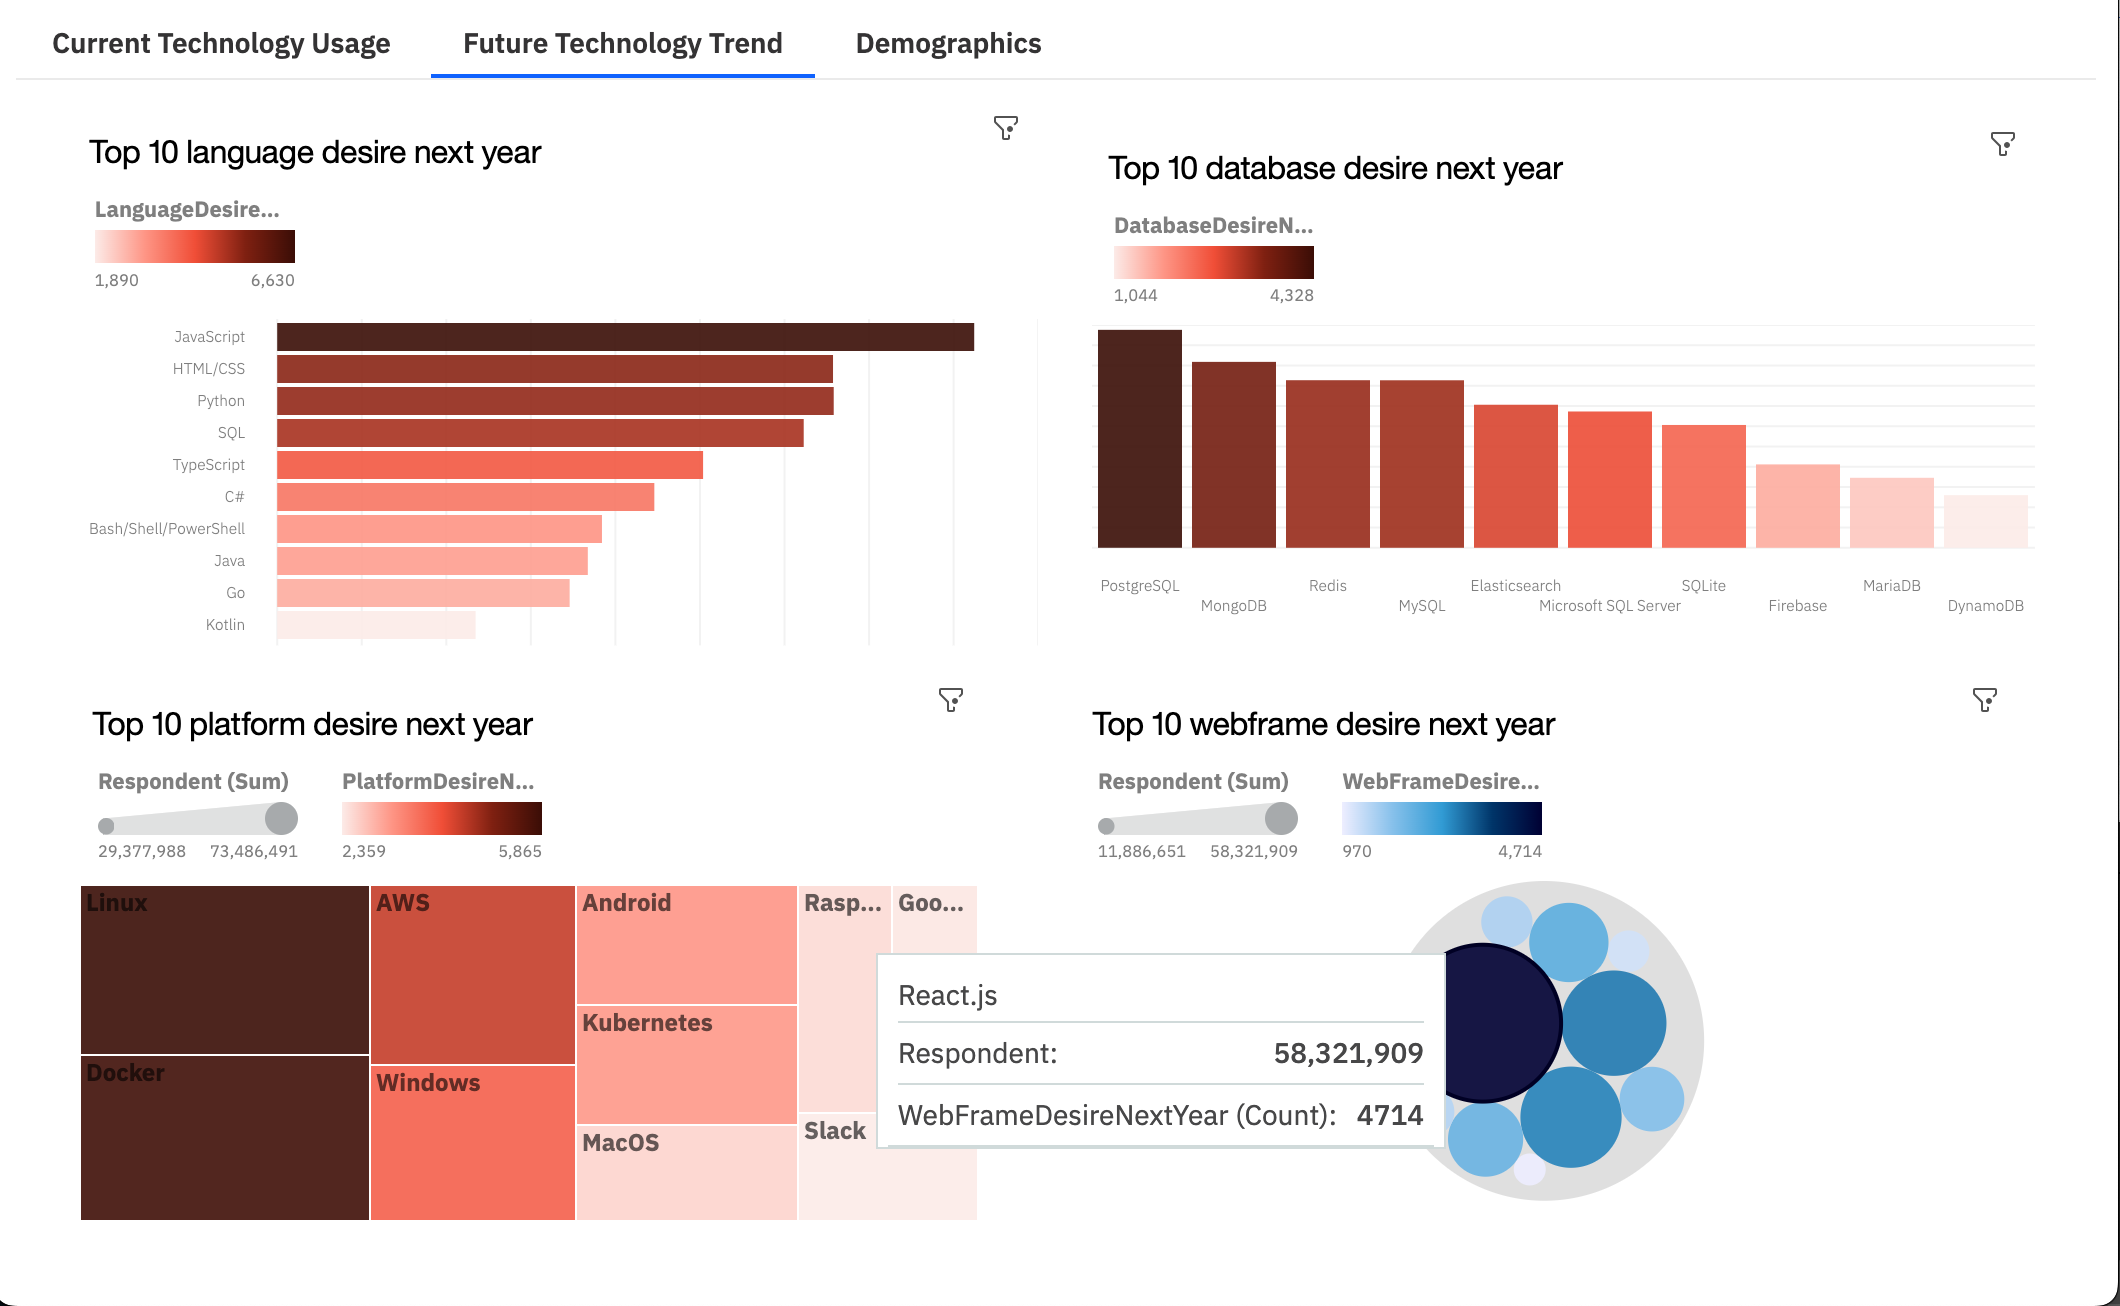 Current Technology Usage
Future Technology Trend
Demographics
Top 10 language desire next year
LanguageDesire...
1,890
6,630
JavaScript
HTML/CSS
Python
SQL
TypeScript
C#
Bash/Shell/PowerShell
Java
Go
Kotlin
Top 10 database desire next year
DatabaseDesireN...
1,044
4,328
PostgreSQL
MongoDB
Redis
MySQL
Elasticsearch
Microsoft SQL Server
SQLite
Firebase
MariaDB
DynamoDB
Top 10 platform desire next year
Respondent (Sum)
29,377,988
73,486,491
PlatformDesireN...
2,359
5,865
Linux
Docker
AWS
Windows
Android
Kubernetes
MacOS
Rasp...
Goo...
Slack
Top 10 webframe desire next year
Respondent (Sum)
11,886,651
58,321,909
WebFrameDesire...
970
4,714
React.js
Respondent: 58,321,909
WebFrameDesireNextYear (Count): 4714